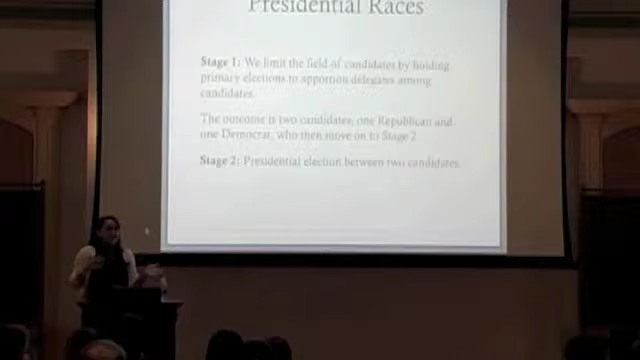 Presidential Races
Stage 1: We limit the field of candidates by holding
primary elections to apportion delegates among
candidates.
The outcome is two candidates, one Republican and
one Democrat, who then move on to Stage 2.
Stage 2: Presidential election between two candidates.